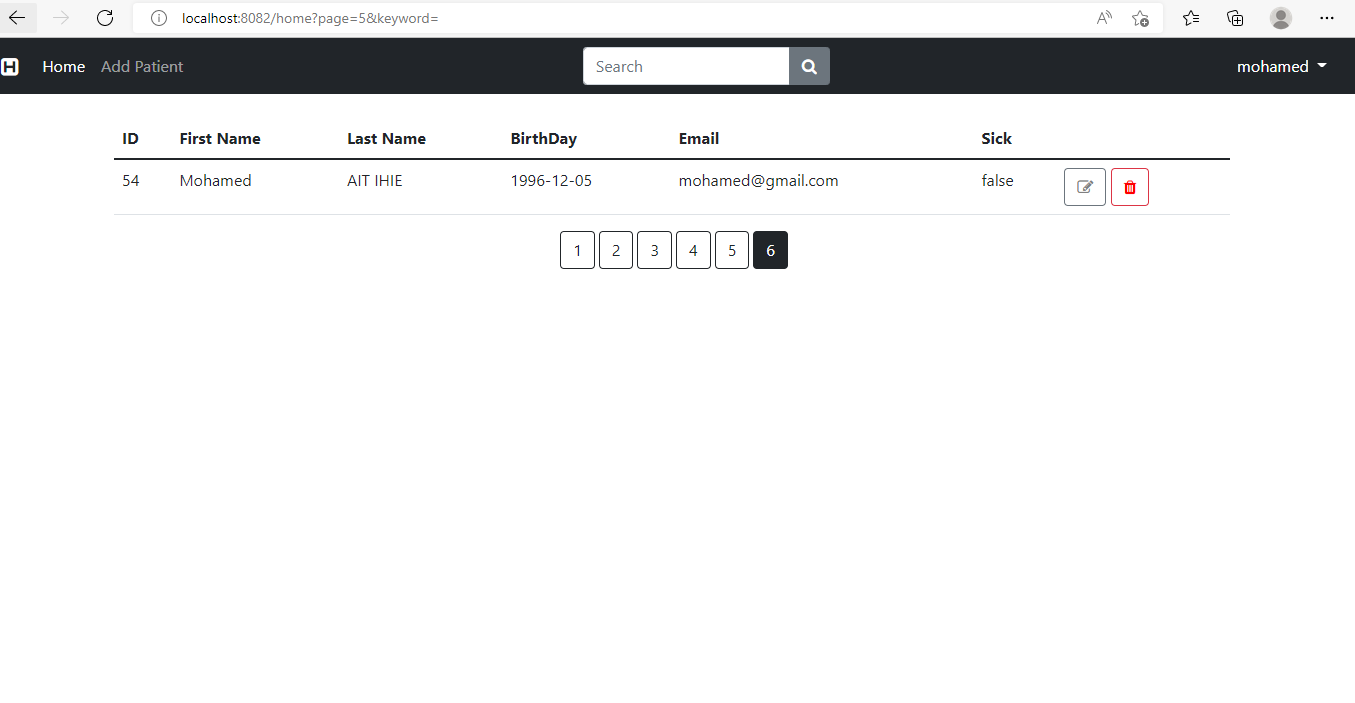 localhost:8082/home?page=5&keyword=
H Home Add Patient Search mohamed
ID First Name Last Name BirthDay Email Sick
54 Mohamed AIT IHIE 1996-12-05 mohamed@gmail.com false
1 2 3 4 5 6